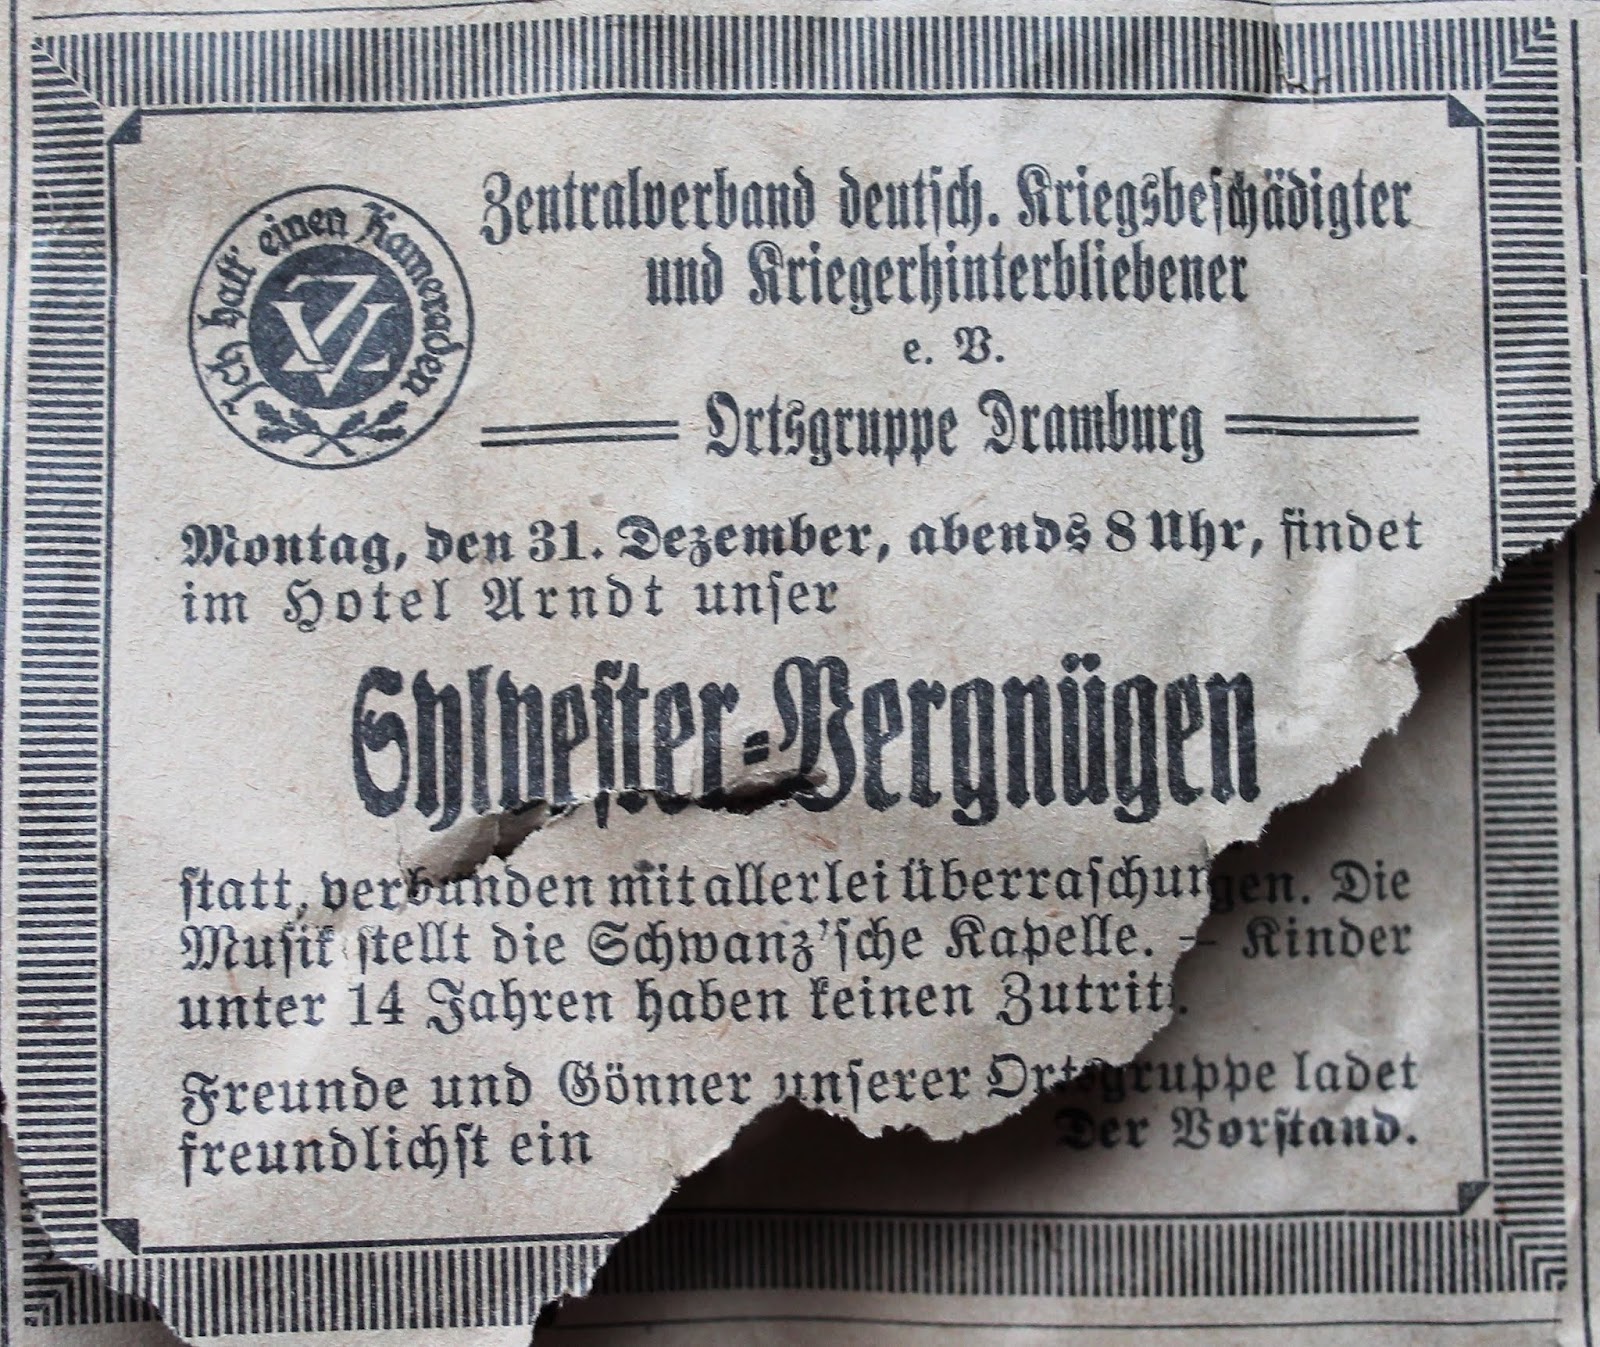 Ich hatt' einen Kameraden
ZV
Zentralverband deutsch. Kriegsbeschädigter
und Kriegerhinterbliebener
e. V.
Ortsgruppe Dramburg
Montag, den 31. Dezember, abends 8 Uhr, findet
im Hotel Arndt unser
Sylvester-Vergnügen
statt, verbunden mit allerlei Überraschungen. Die
Musik stellt die Schwanz'sche Kapelle. – Kinder
unter 14 Jahren haben keinen Zutritt.
Freunde und Gönner unserer Ortsgruppe ladet
freundlichst ein
Der Vorstand.